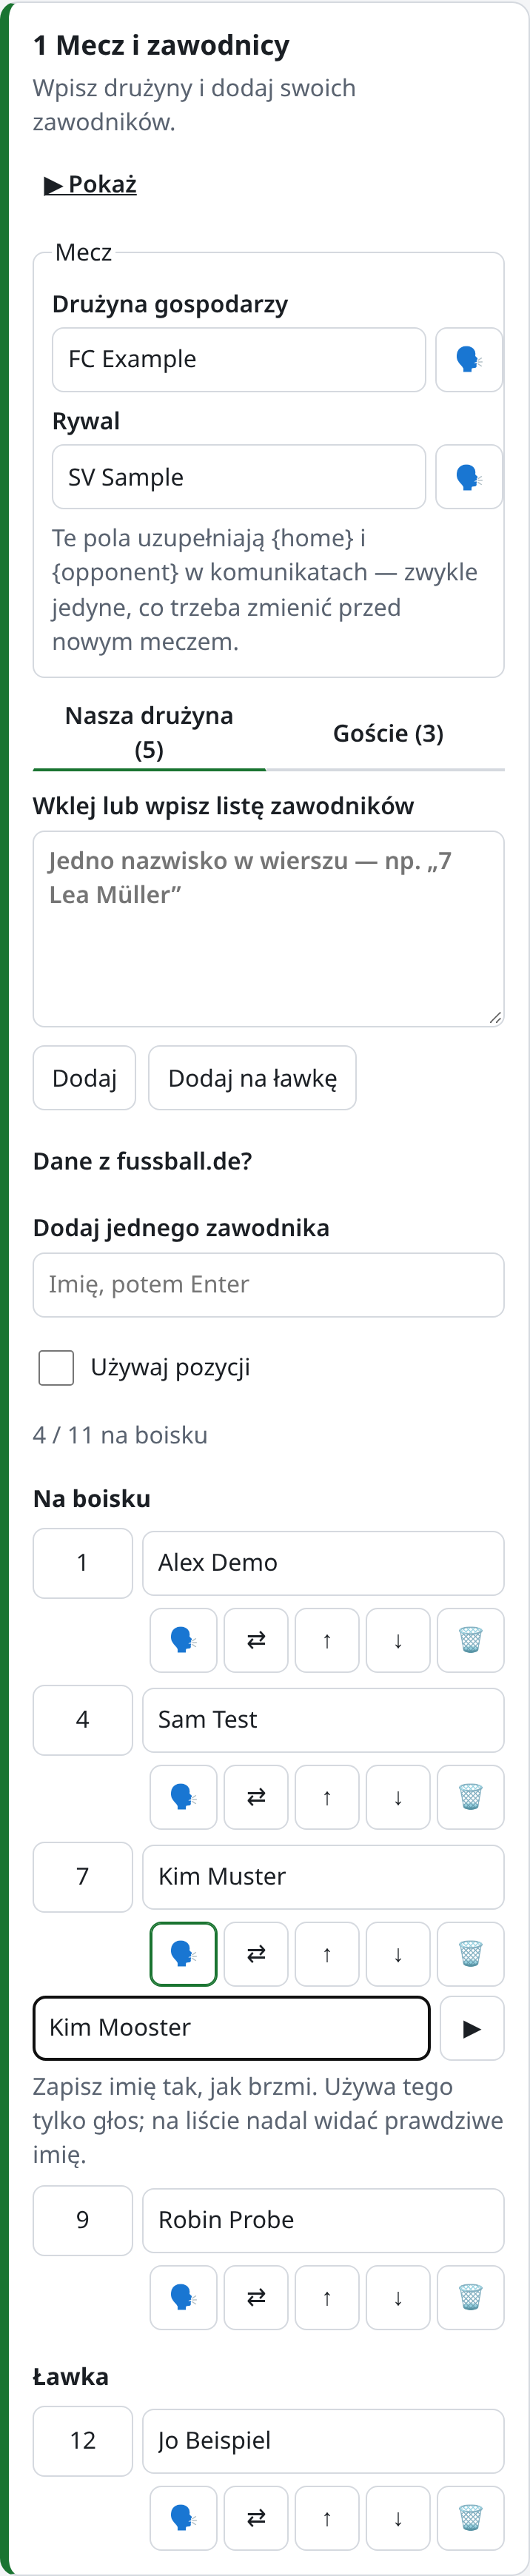 1 Mecz i zawodnicy
Wpisz drużyny i dodaj swoich
zawodników.
▶ Pokaż
Mecz
Drużyna gospodarzy
FC Example
Rywal
SV Sample
Te pola uzupełniają {home} i
{opponent} w komunikatach — zwykle
jedyne, co trzeba zmienić przed
nowym meczem.
Nasza drużyna
(5)
Goście (3)
Wklej lub wpisz listę zawodników
Jedno nazwisko w wierszu — np. „7
Lea Müller”
Dodaj
Dodaj na ławkę
Dane z fussball.de?
Dodaj jednego zawodnika
Imię, potem Enter
Używaj pozycji
4 / 11 na boisku
Na boisku
1 Alex Demo
⇄ ↑ ↓
4 Sam Test
⇄ ↑ ↓
7 Kim Muster
⇄ ↑ ↓
Kim Mooster ▶
Zapisz imię tak, jak brzmi. Używa tego
tylko głos; na liście nadal widać prawdziwe
imię.
9 Robin Probe
⇄ ↑ ↓
Ławka
12 Jo Beispiel
⇄ ↑ ↓